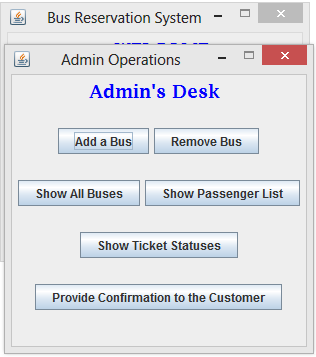 Bus Reservation System
Admin Operations
Admin's Desk
Add a Bus
Remove Bus
Show All Buses
Show Passenger List
Show Ticket Statuses
Provide Confirmation to the Customer